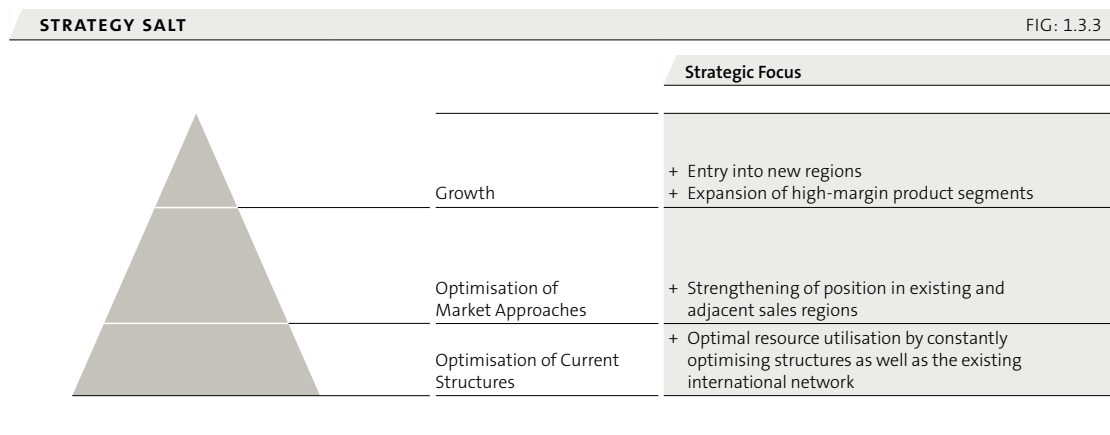 STRATEGY SALT
FIG: 1.3.3
Strategic Focus
Growth
+ Entry into new regions
+ Expansion of high-margin product segments
Optimisation of
Market Approaches
+ Strengthening of position in existing and
adjacent sales regions
Optimisation of Current
Structures
+ Optimal resource utilisation by constantly
optimising structures as well as the existing
international network